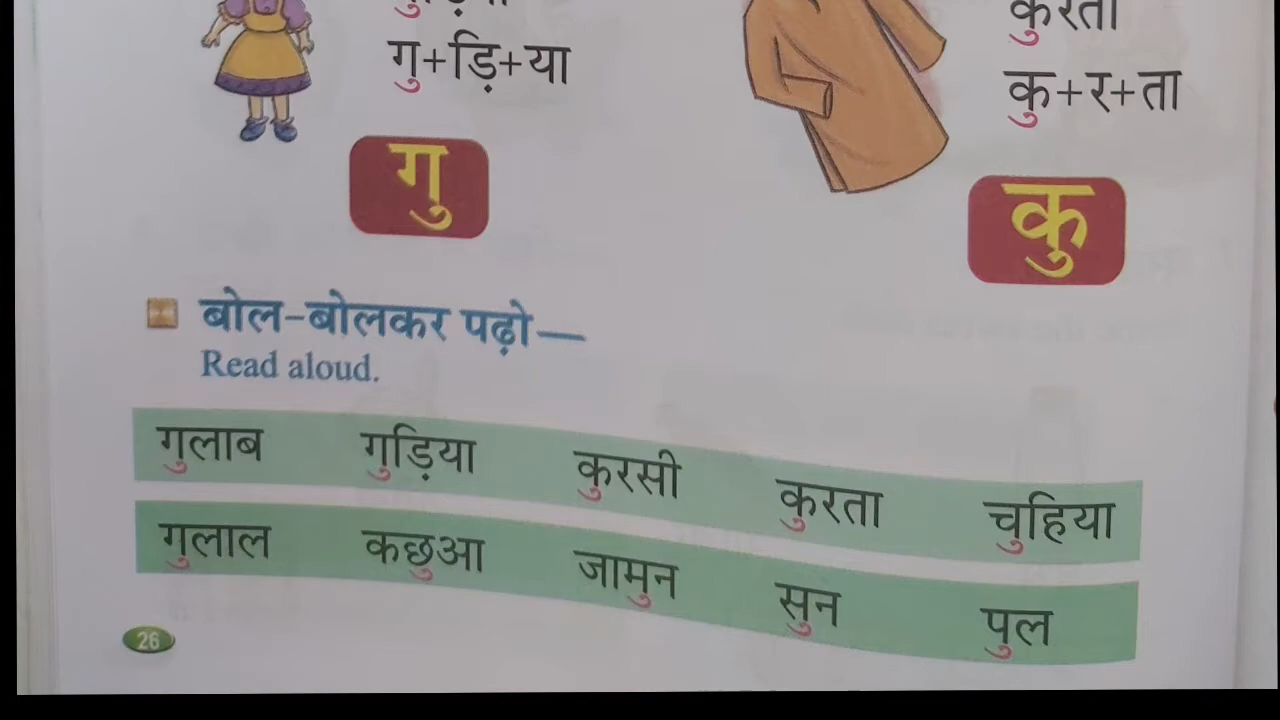 कुरता
गु+ड़ि+या
कु+र+ता
गु
कु
बोल-बोलकर पढ़ो—
Read aloud.
गुलाब गुड़िया कुरसी कुरता चुहिया
गुलाल कछुआ जामुन सुन पुल
26